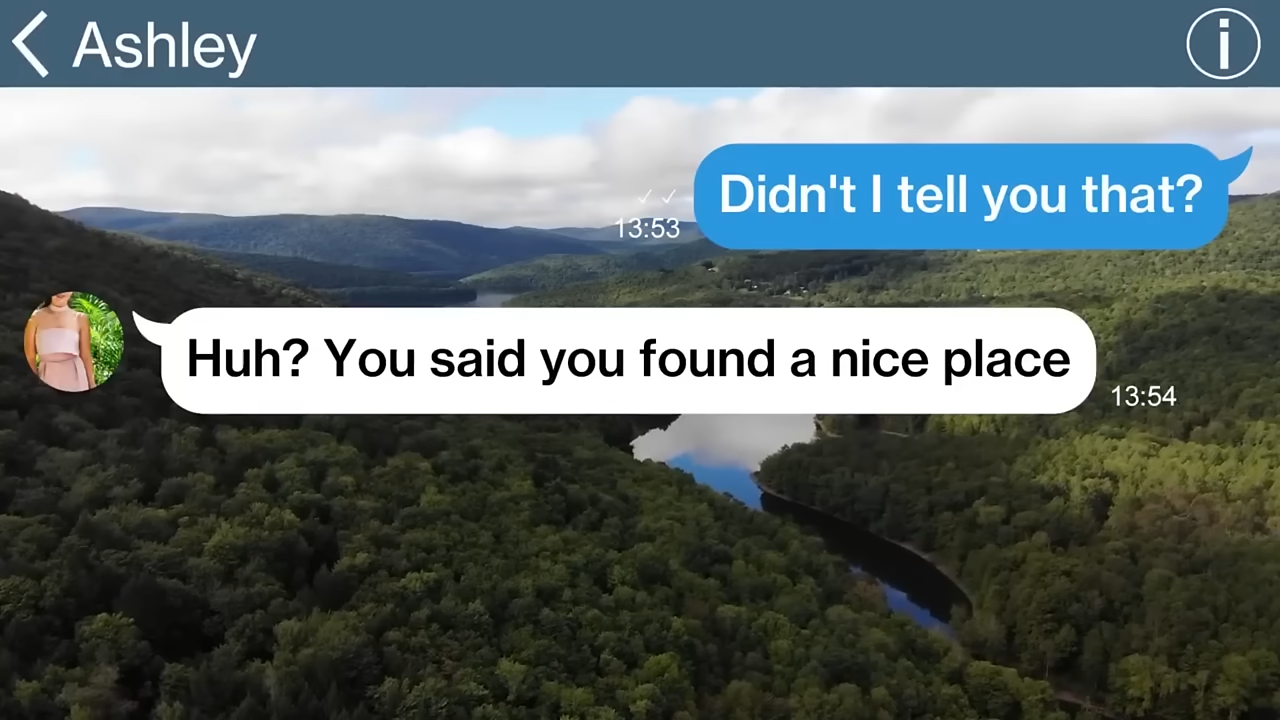 Ashley
Didn't I tell you that?
13:53
Huh? You said you found a nice place
13:54